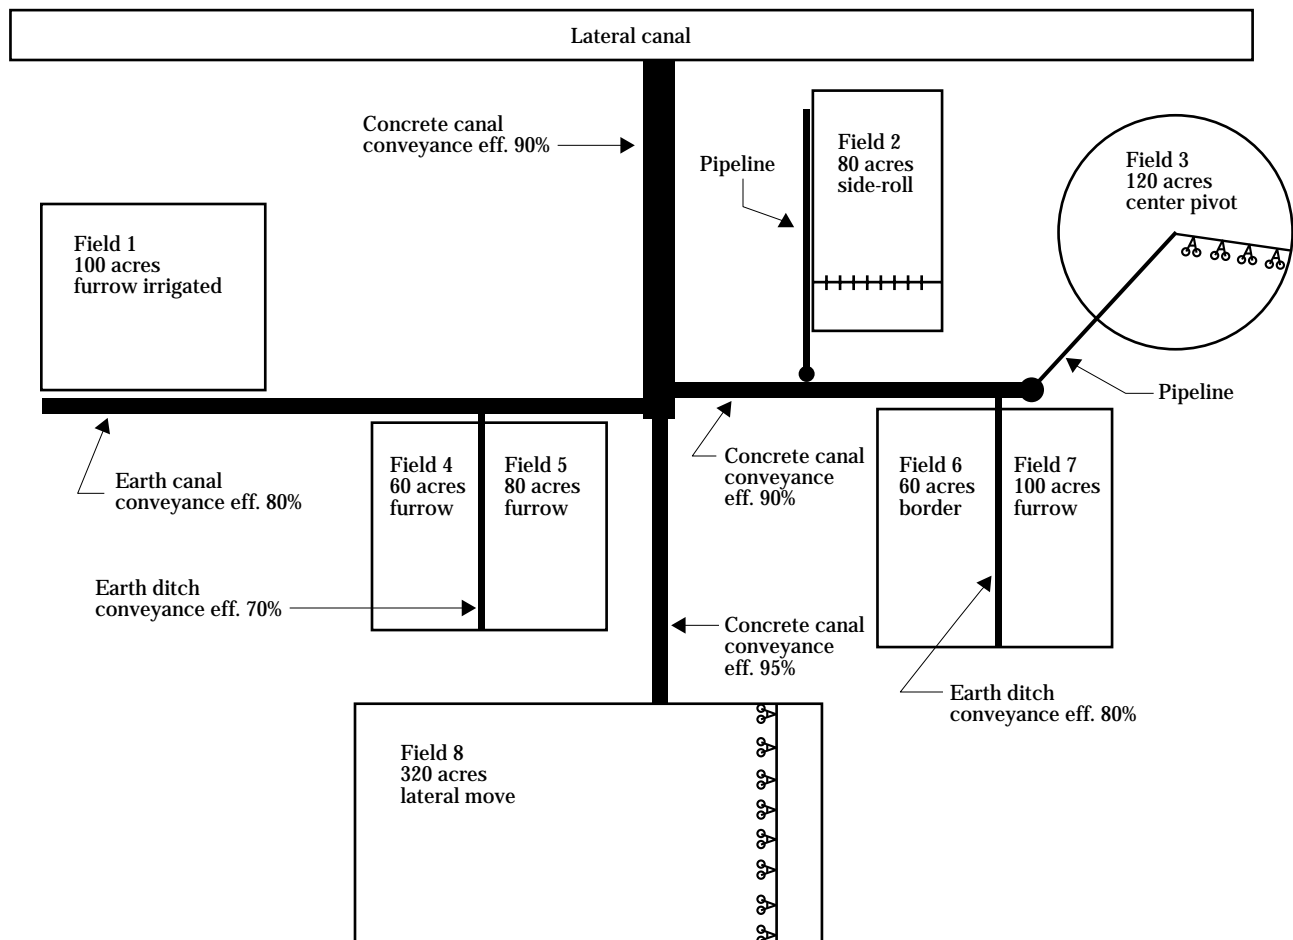 Lateral canal
Concrete canal
conveyance eff. 90%
Pipeline
Field 2
80 acres
side-roll
Field 3
120 acres
center pivot
Field 1
100 acres
furrow irrigated
Pipeline
Earth canal
conveyance eff. 80%
Field 4
60 acres
furrow
Field 5
80 acres
furrow
Concrete canal
conveyance
eff. 90%
Field 6
60 acres
border
Field 7
100 acres
furrow
Earth ditch
conveyance eff. 70%
Concrete canal
conveyance
eff. 95%
Earth ditch
conveyance eff. 80%
Field 8
320 acres
lateral move